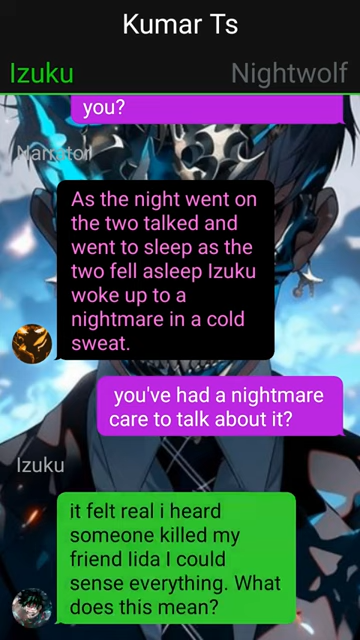 Kumar Ts
Izuku
Nightwolf
you?
Narrator
As the night went on
the two talked and
went to sleep as the
two fell asleep Izuku
woke up to a
nightmare in a cold
sweat.
you've had a nightmare
care to talk about it?
Izuku
it felt real i heard
someone killed my
friend Iida I could
sense everything. What
does this mean?